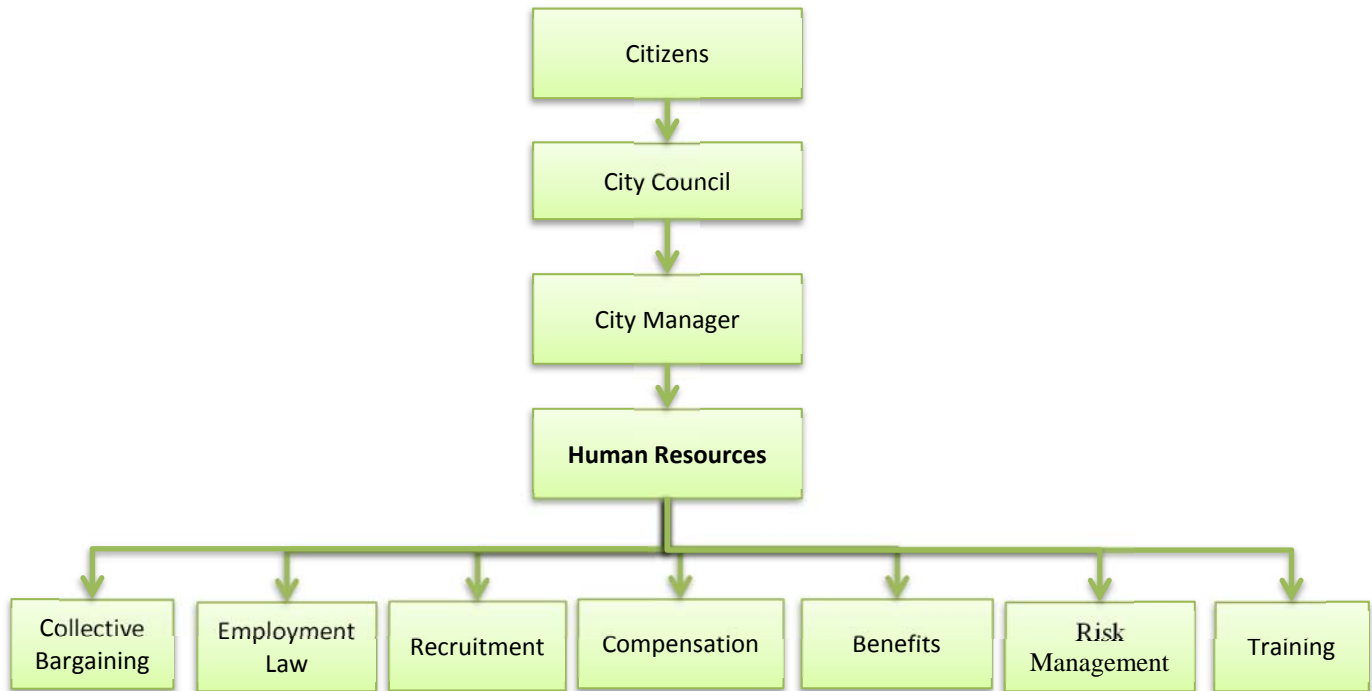 Citizens
City Council
City Manager
Human Resources
Collective
Bargaining
Employment
Law
Recruitment
Compensation
Benefits
Risk
Management
Training